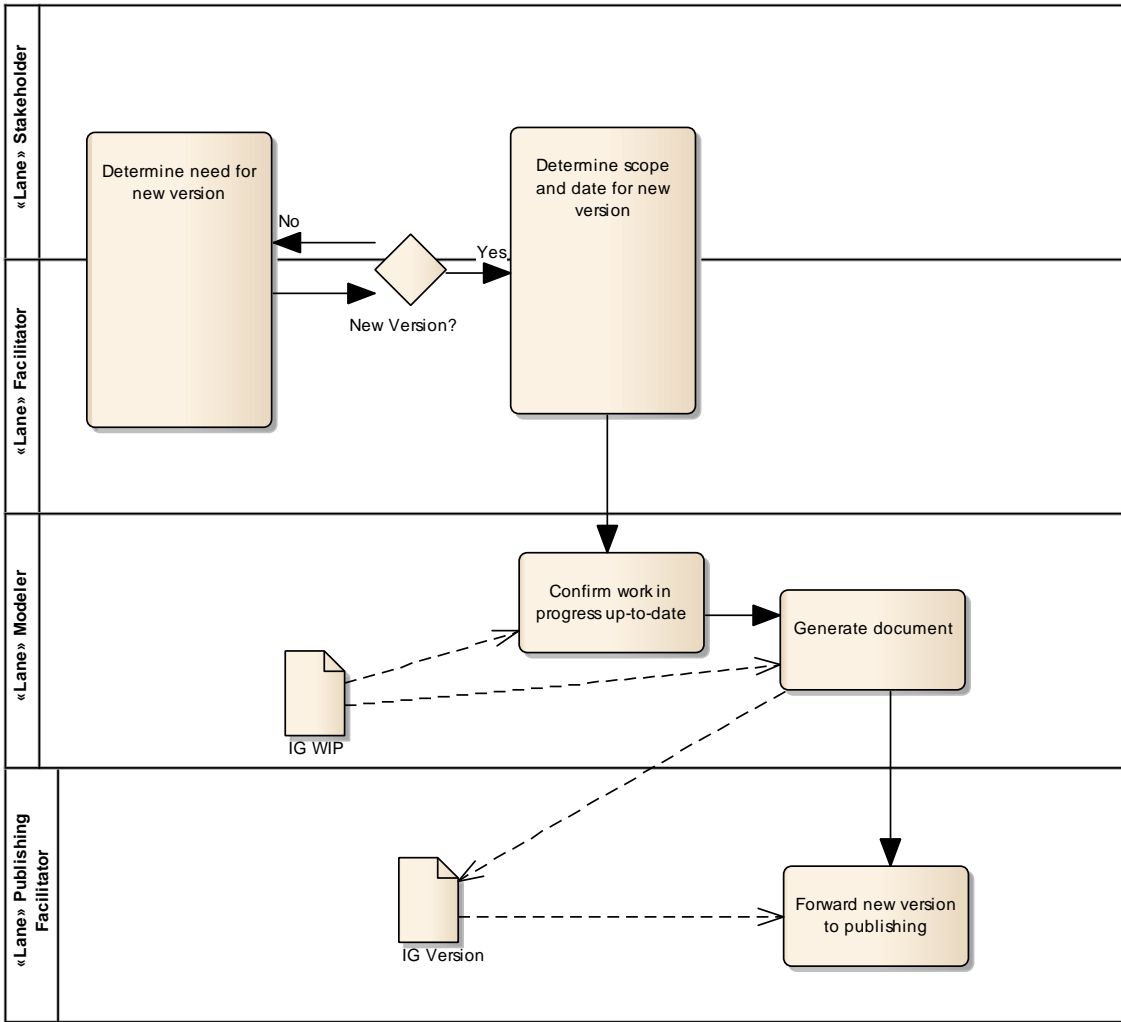 «Lane» Stakeholder
Determine need for
new version
Determine scope
and date for new
version
No
Yes
New Version?
«Lane» Facilitator
«Lane» Modeler
Confirm work in
progress up-to-date
Generate document
IG WIP
«Lane» Publishing
Facilitator
Forward new version
to publishing
IG Version